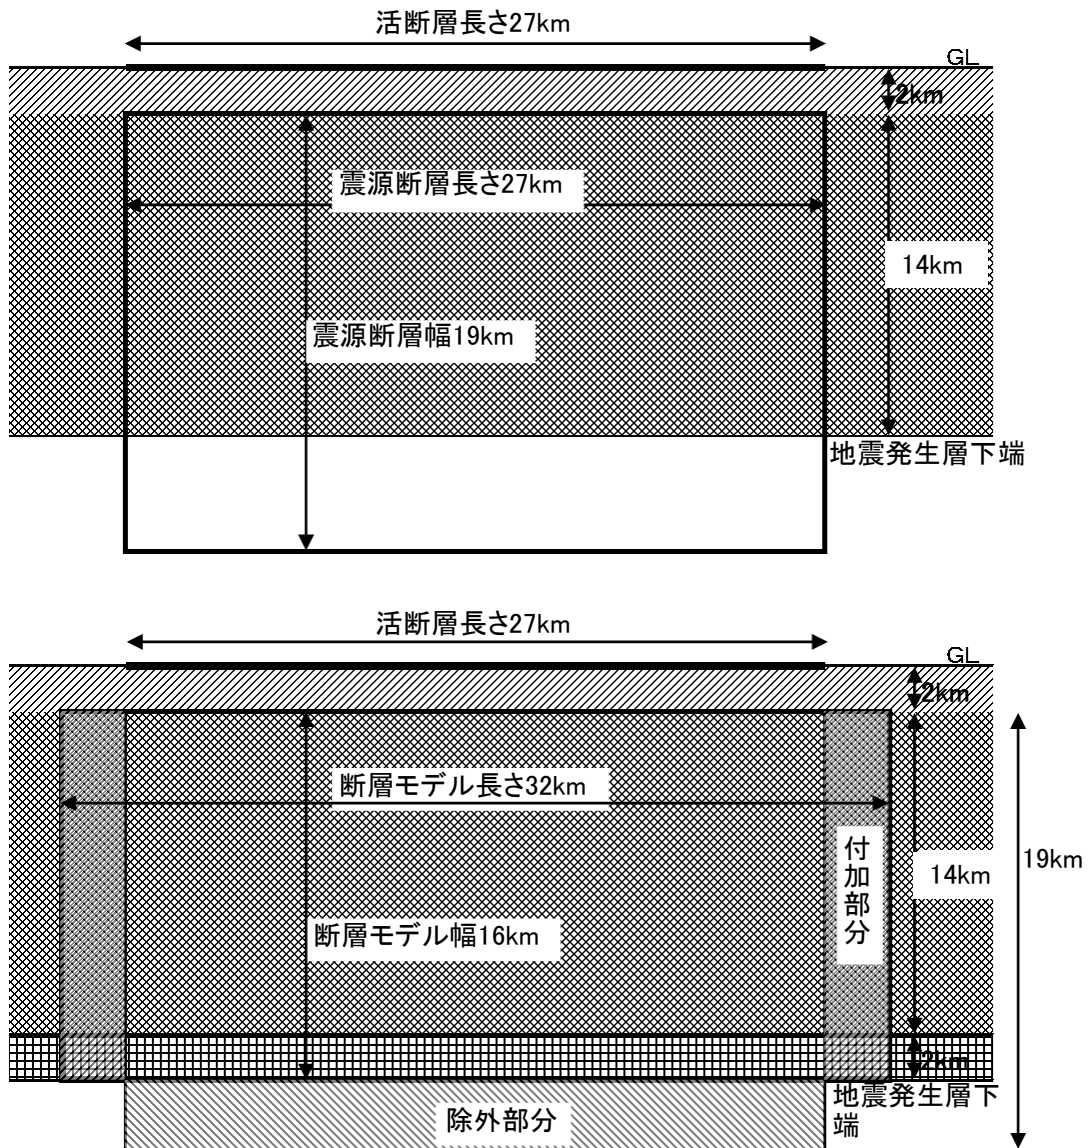 活断層長さ27km
GL
2km
震源断層長さ27km
14km
震源断層幅19km
地震発生層下端
活断層長さ27km
GL
2km
断層モデル長さ32km
付加部分
14km
19km
断層モデル幅16km
2km
地震発生層下
端
除外部分